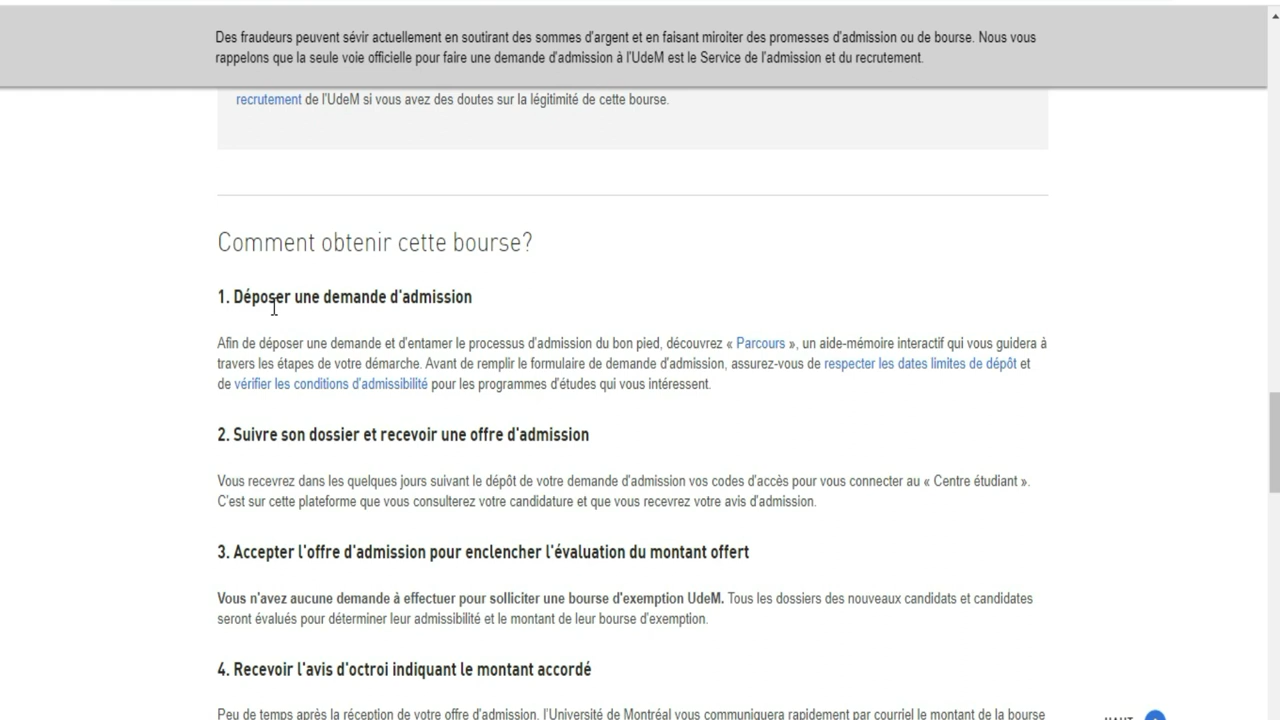 Des fraudeurs peuvent sévir actuellement en soutirant des sommes d'argent et en faisant miroiter des promesses d'admission ou de bourse. Nous vous
rappelons que la seule voie officielle pour faire une demande d'admission à l'UdeM est le Service de l'admission et du recrutement.
recrutement de l'UdeM si vous avez des doutes sur la légitimité de cette bourse.
Comment obtenir cette bourse?
1. Déposer une demande d'admission
Afin de déposer une demande et d'entamer le processus d'admission du bon pied, découvrez « Parcours », un aide-mémoire interactif qui vous guidera à
travers les étapes de votre démarche. Avant de remplir le formulaire de demande d'admission, assurez-vous de respecter les dates limites de dépôt et
de vérifier les conditions d'admissibilité pour les programmes d'études qui vous intéressent.
2. Suivre son dossier et recevoir une offre d'admission
Vous recevrez dans les quelques jours suivant le dépôt de votre demande d'admission vos codes d'accès pour vous connecter au « Centre étudiant ».
C'est sur cette plateforme que vous consulterez votre candidature et que vous recevrez votre avis d'admission.
3. Accepter l'offre d'admission pour enclencher l'évaluation du montant offert
Vous n'avez aucune demande à effectuer pour solliciter une bourse d'exemption UdeM. Tous les dossiers des nouveaux candidats et candidates
seront évalués pour déterminer leur admissibilité et le montant de leur bourse d'exemption.
4. Recevoir l'avis d'octroi indiquant le montant accordé
Peu de temps après la réception de votre offre d'admission, l'Université de Montréal vous communiquera rapidement par courriel le montant de la bourse
HAUT